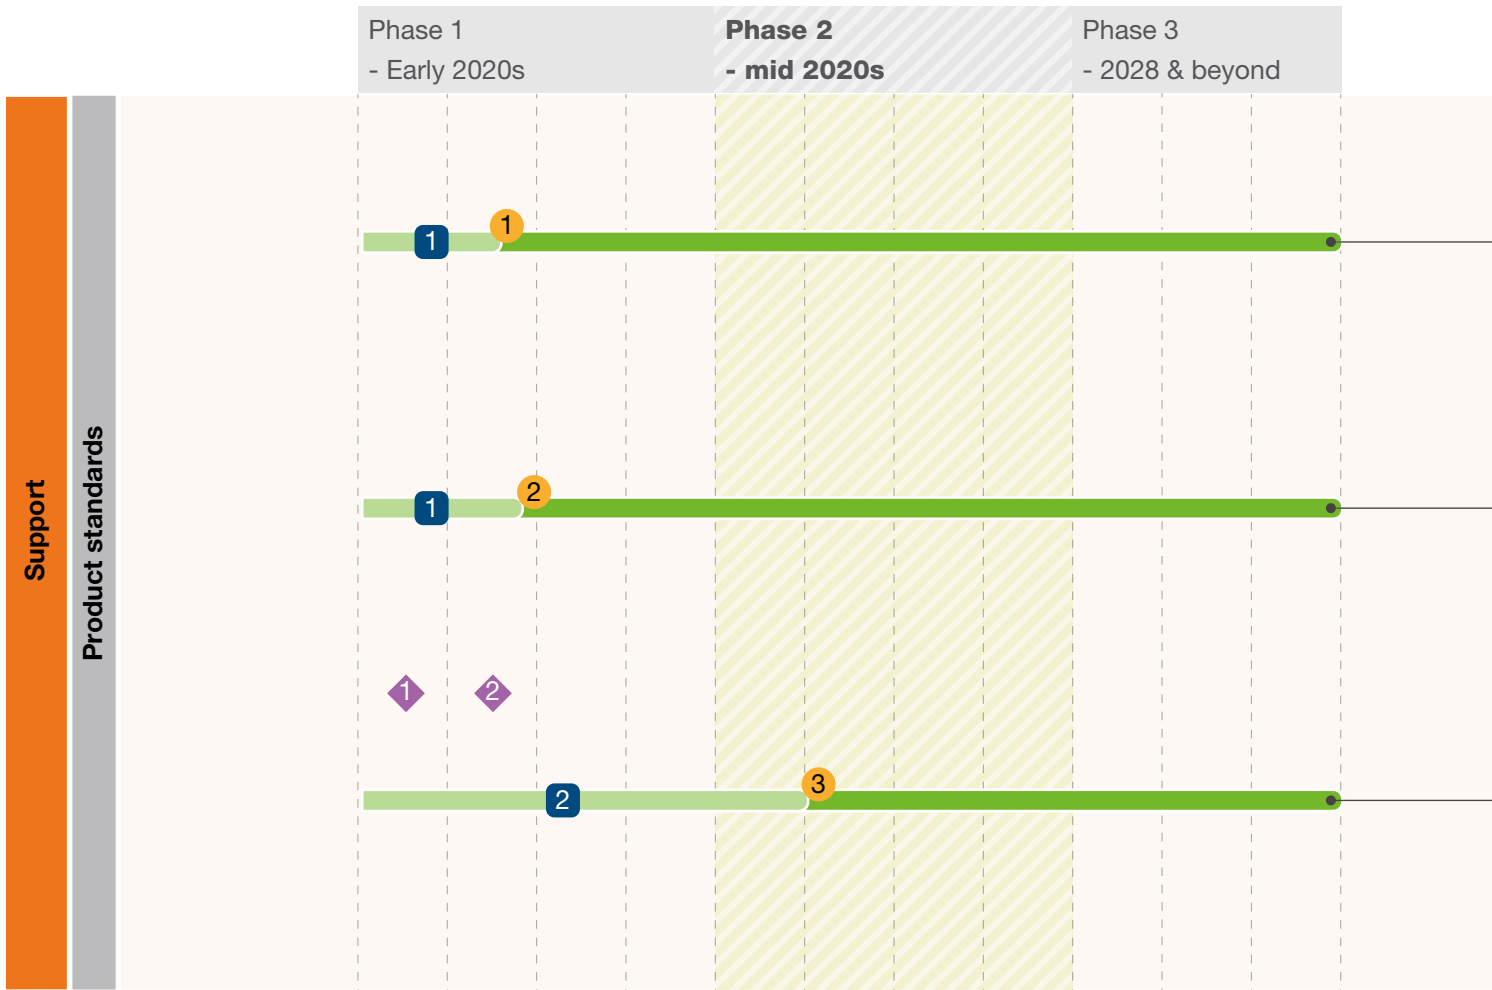 Phase 1
- Early 2020s
Phase 2
- mid 2020s
Phase 3
- 2028 & beyond
Support
Product standards
1
1
1
2
1
2
2
3